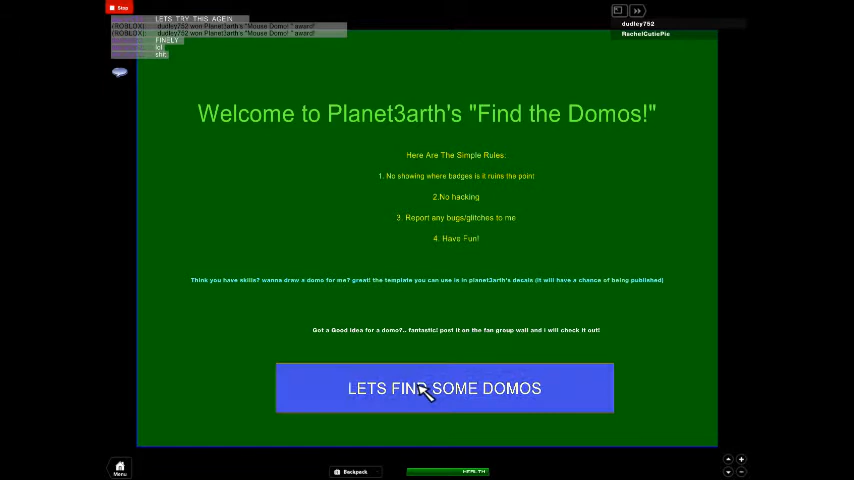 Stop
LETS TRY THIS AGEIN
(ROBLOX): 'dudley752 won Planet3arth's "Mouse Domo! " award!'
(ROBLOX): 'dudley752 won Planet3arth's "Mouse Domo! " award!'
FINELY
lol
shit;
dudley752
RachelCutiePie
Welcome to Planet3arth's "Find the Domos!"
Here Are The Simple Rules:
1. No showing where badges is it ruins the point
2.No hacking
3. Report any bugs/glitches to me
4. Have Fun!
Think you have skills? wanna draw a domo for me? great! the template you can use is in planet3arth's decals (it will have a chance of being published)
Got a Good Idea for a domo?.. fantastic! post it on the fan group wall and i will check it out!
LETS FIND SOME DOMOS
Menu
Backpack
HEALTH